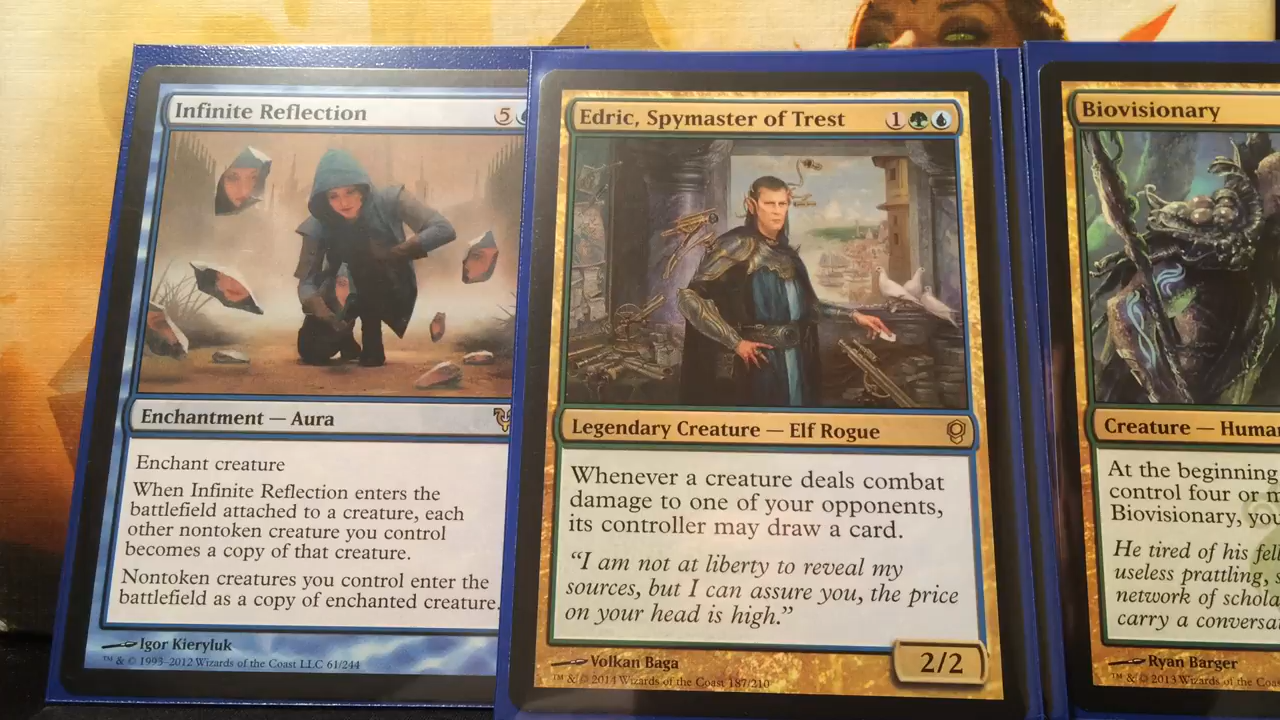 Infinite Reflection
5
Enchantment — Aura
Enchant creature
When Infinite Reflection enters the
battlefield attached to a creature, each
other nontoken creature you control
becomes a copy of that creature.
Nontoken creatures you control enter the
battlefield as a copy of enchanted creature.
Igor Kieryluk
™ & © 1993–2012 Wizards of the Coast LLC 61/244
Edric, Spymaster of Trest
1
Legendary Creature — Elf Rogue
Whenever a creature deals combat
damage to one of your opponents,
its controller may draw a card.
“I am not at liberty to reveal my
sources, but I can assure you, the price
on your head is high.”
2/2
Volkan Baga
™ & © 2014 Wizards of the Coast 187/210
Biovisionary
Creature — Huma
At the beginning
control four or
Biovisionary, you
He tired of his
useless prattling,
network of
carry a
Ryan Barger
™ & © 2013 Wizards of the